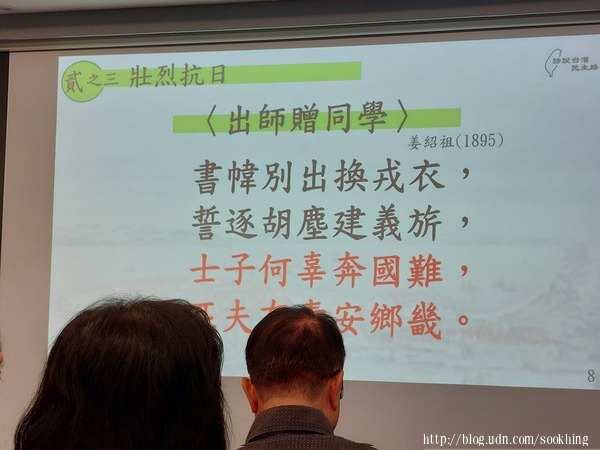 貳之三 壯烈抗日
詩說台灣
民主路
〈出師贈同學〉
姜紹祖(1895)
書幃別出換戎衣，
誓逐胡塵建義旂，
士子何辜奔國難，
夫安鄉畿。
8
http://blog.udn.com/sookhing